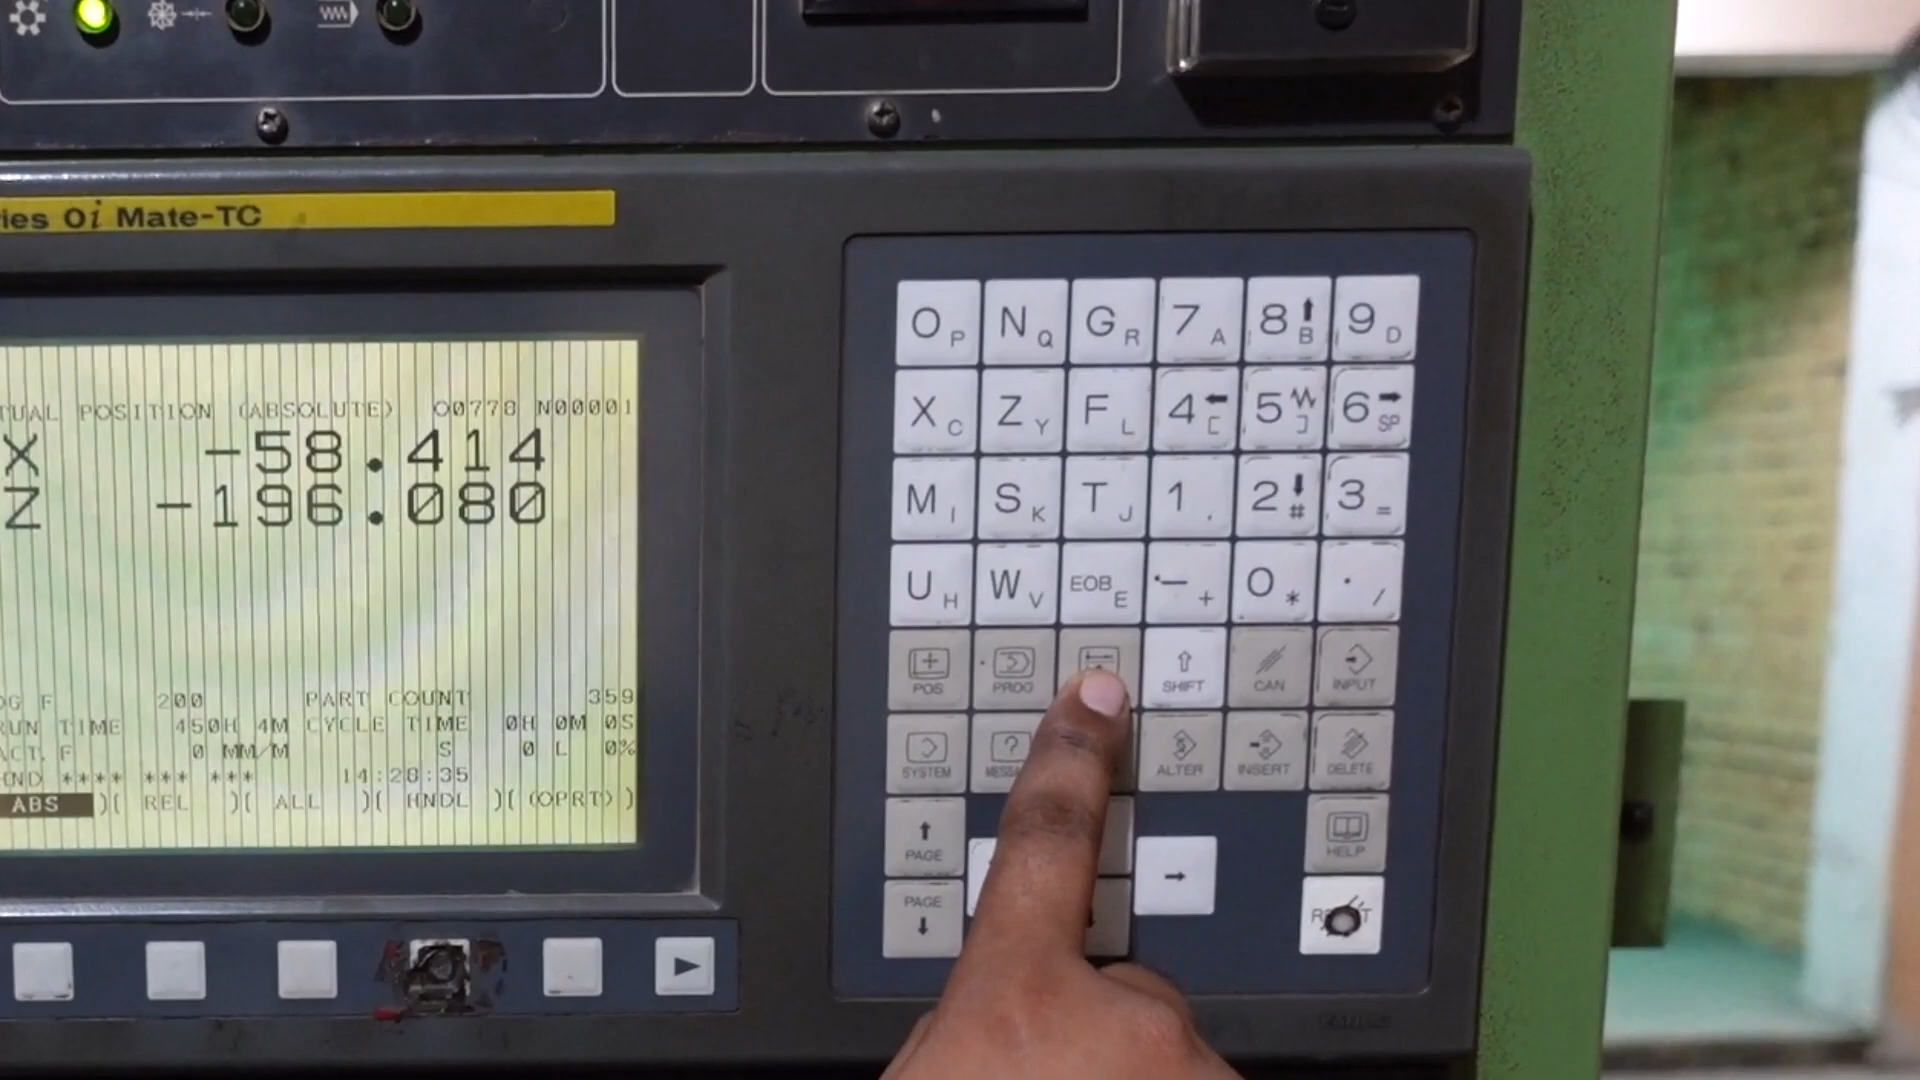 ries 0i Mate-TC
TUAL POSITION (ABSOLUTE) O0778 N00001
X -58.414
Z -196.080
OG F 200 PART COUNT 359
RUN TIME 450H 4M CYCLE TIME 0H 0M 0S
ACT. F 0 MM/M S 0 L 0%
HND **** *** *** 14:28:35
ABS )( REL )( ALL )( HNDL )( (OPRT) )
O P N Q G R 7 A 8 B 9 D
X C Z Y F L 4 [ 5 ] 6 SP
M I S K T J 1 , 2 # 3 =
U H W V EOB E - + 0 * . /
POS PROG SHIFT CAN INPUT
SYSTEM MESSA ALTER INSERT DELETE
PAGE HELP
PAGE